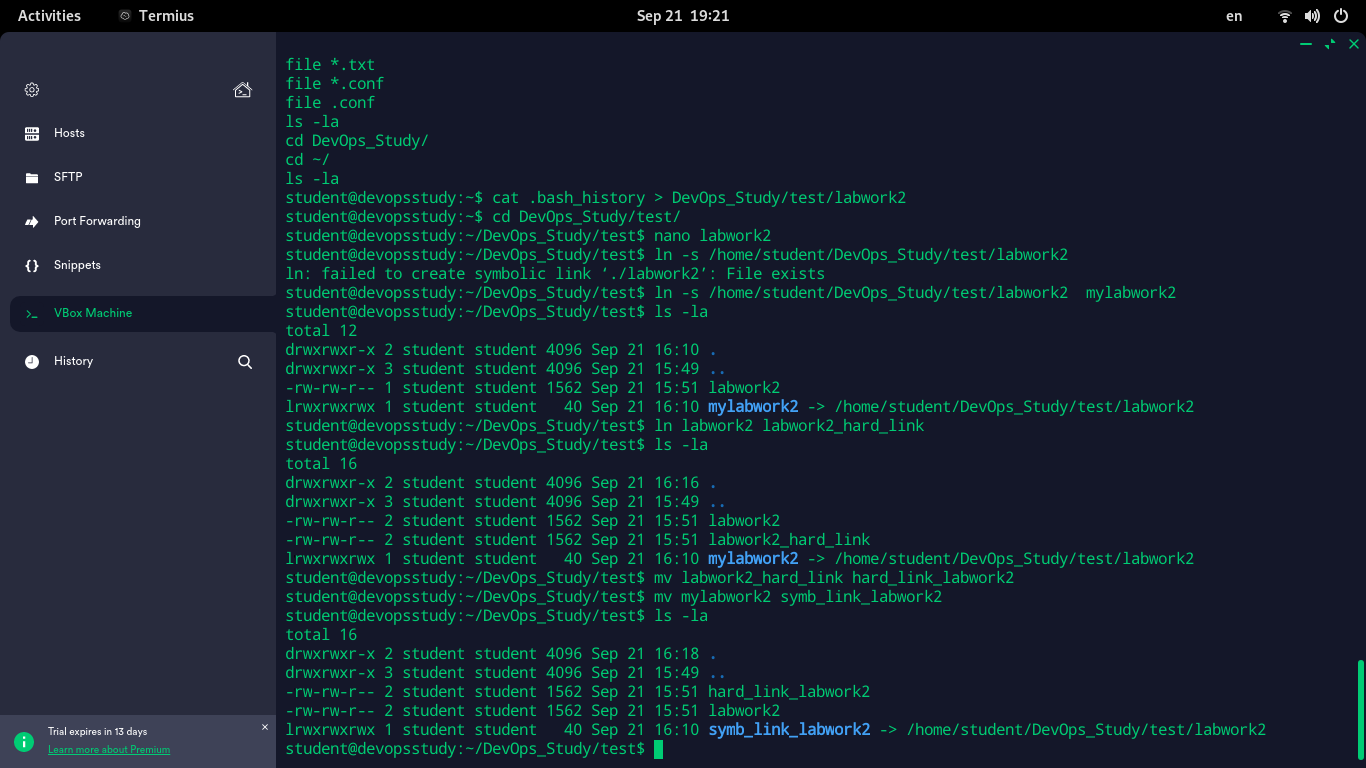 Activities
Termius
Sep 21 19:21
en
Hosts
SFTP
Port Forwarding
Snippets
VBox Machine
History
Trial expires in 13 days
Learn more about Premium
file *.txt
file *.conf
file .conf
ls -la
cd DevOps_Study/
cd ~/
ls -la
student@devopsstudy:~$ cat .bash_history > DevOps_Study/test/labwork2
student@devopsstudy:~$ cd DevOps_Study/test/
student@devopsstudy:~/DevOps_Study/test$ nano labwork2
student@devopsstudy:~/DevOps_Study/test$ ln -s /home/student/DevOps_Study/test/labwork2
ln: failed to create symbolic link ‘./labwork2’: File exists
student@devopsstudy:~/DevOps_Study/test$ ln -s /home/student/DevOps_Study/test/labwork2  mylabwork2
student@devopsstudy:~/DevOps_Study/test$ ls -la
total 12
drwxrwxr-x 2 student student 4096 Sep 21 16:10 .
drwxrwxr-x 3 student student 4096 Sep 21 15:49 ..
-rw-rw-r-- 1 student student 1562 Sep 21 15:51 labwork2
lrwxrwxrwx 1 student student   40 Sep 21 16:10 mylabwork2 -> /home/student/DevOps_Study/test/labwork2
student@devopsstudy:~/DevOps_Study/test$ ln labwork2 labwork2_hard_link
student@devopsstudy:~/DevOps_Study/test$ ls -la
total 16
drwxrwxr-x 2 student student 4096 Sep 21 16:16 .
drwxrwxr-x 3 student student 4096 Sep 21 15:49 ..
-rw-rw-r-- 2 student student 1562 Sep 21 15:51 labwork2
-rw-rw-r-- 2 student student 1562 Sep 21 15:51 labwork2_hard_link
lrwxrwxrwx 1 student student   40 Sep 21 16:10 mylabwork2 -> /home/student/DevOps_Study/test/labwork2
student@devopsstudy:~/DevOps_Study/test$ mv labwork2_hard_link hard_link_labwork2
student@devopsstudy:~/DevOps_Study/test$ mv mylabwork2 symb_link_labwork2
student@devopsstudy:~/DevOps_Study/test$ ls -la
total 16
drwxrwxr-x 2 student student 4096 Sep 21 16:18 .
drwxrwxr-x 3 student student 4096 Sep 21 15:49 ..
-rw-rw-r-- 2 student student 1562 Sep 21 15:51 hard_link_labwork2
-rw-rw-r-- 2 student student 1562 Sep 21 15:51 labwork2
lrwxrwxrwx 1 student student   40 Sep 21 16:10 symb_link_labwork2 -> /home/student/DevOps_Study/test/labwork2
student@devopsstudy:~/DevOps_Study/test$